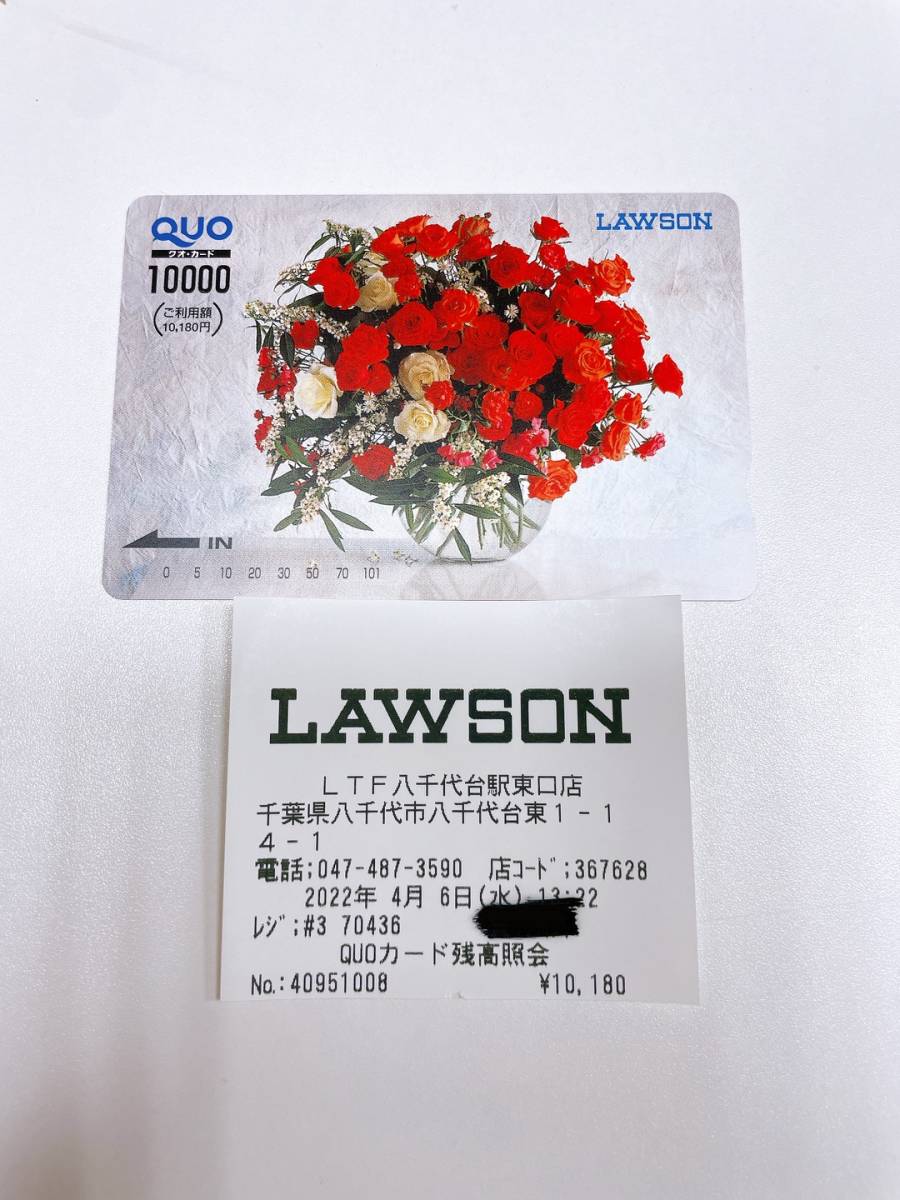 QUO
クオ・カード
10000
(ご利用額
10,180円)
LAWSON
IN
0 5 10 20 30 50 70 101
LAWSON
LTF八千代台駅東口店
千葉県八千代市八千代台東1-1
4-1
電話;047-487-3590 店コード;367628
2022年 4月 6日(水) 13:22
レジ;#3 70436
QUOカード残高照会
No.:40951008 ¥10,180